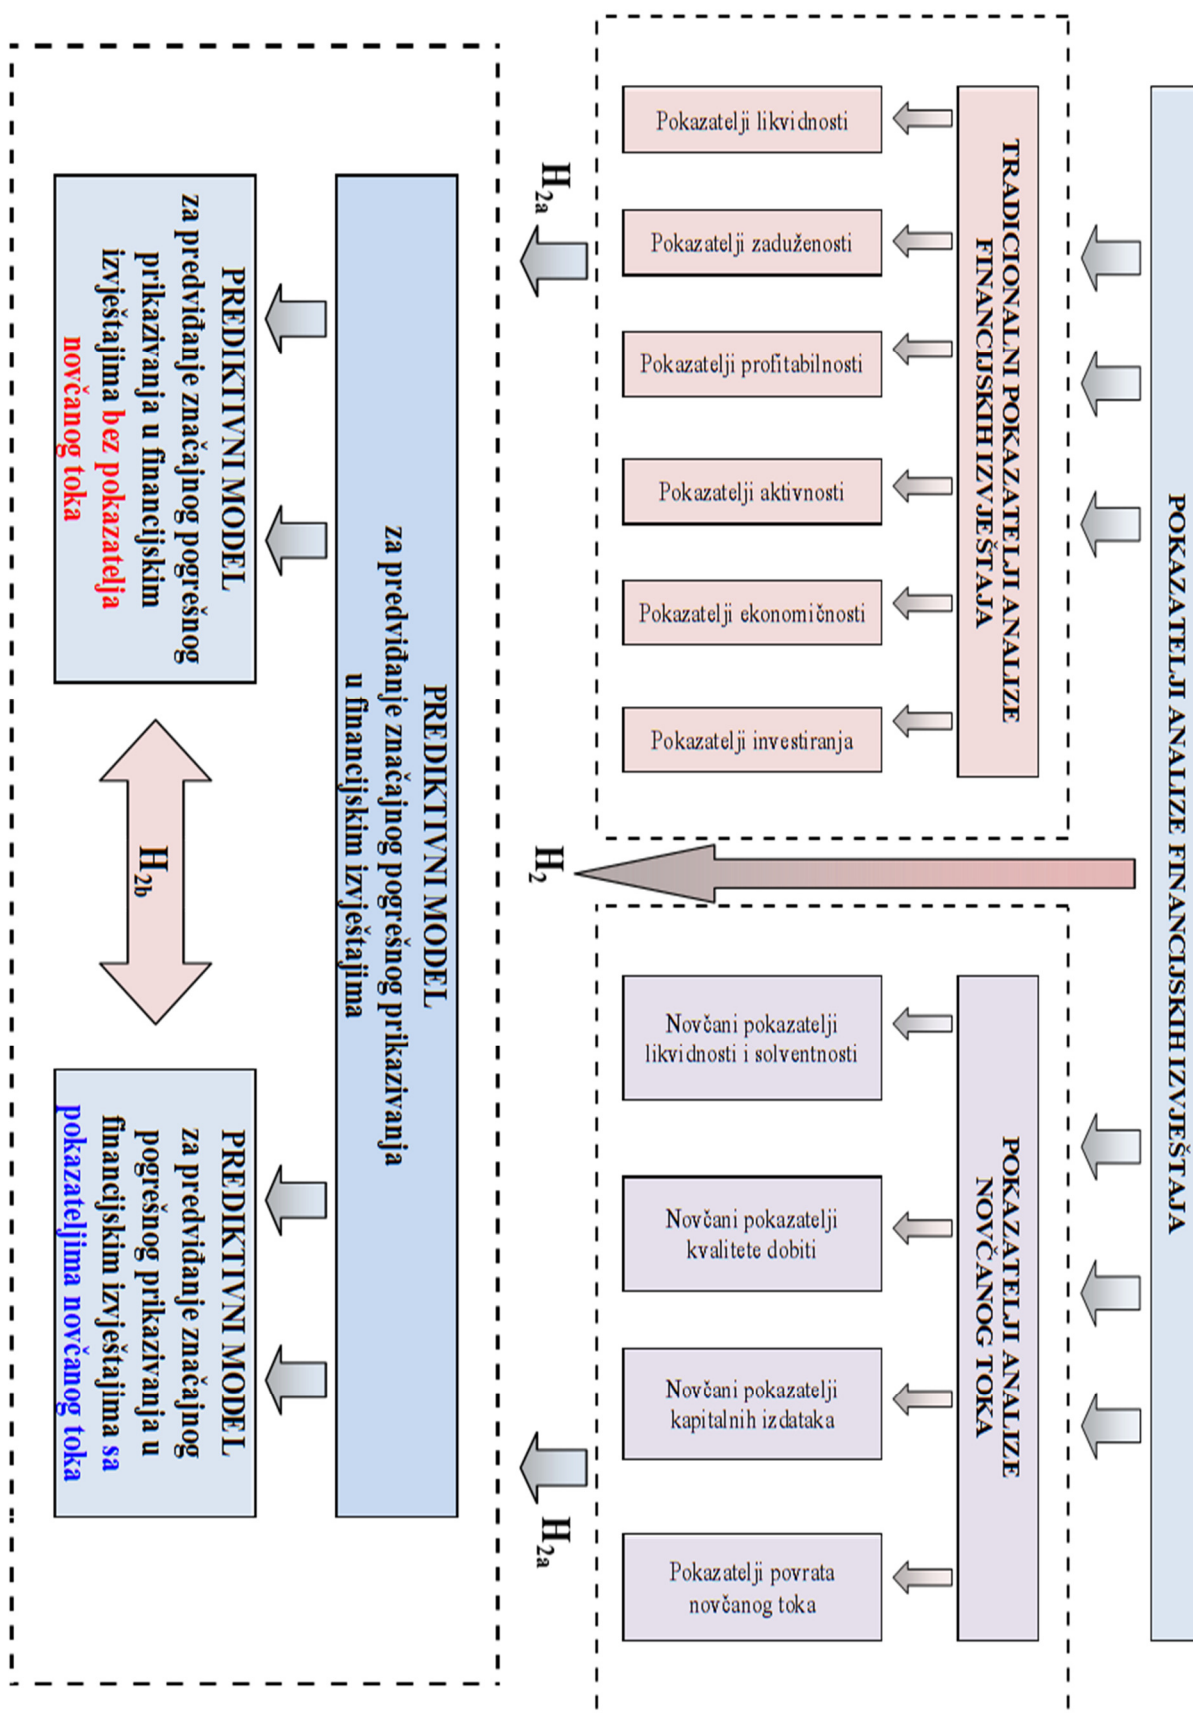 POKAZATELJI ANALIZE FINANCIJSKIH IZVJEŠTAJA
TRADICIONALNI POKAZATELJI ANALIZE
FINANCIJSKIH IZVJEŠTAJA
Pokazatelji likvidnosti
Pokazatelji zaduženosti
Pokazatelji profitabilnosti
Pokazatelji aktivnosti
Pokazatelji ekonomičnosti
Pokazatelji investiranja
POKAZATELJI ANALIZE
NOVČANOG TOKA
Novčani pokazatelji
likvidnosti i solventnosti
Novčani pokazatelji
kvalitete dobiti
Novčani pokazatelji
kapitalnih izdataka
Pokazatelji povrata
novčanog toka
H2a
H2
H2a
PREDIKTIVNI MODEL
za predviđanje značajnog pogrešnog prikazivanja
u financijskim izvještajima
PREDIKTIVNI MODEL
za predviđanje značajnog pogrešnog
prikazivanja u financijskim
izvještajima bez pokazatelja
novčanog toka
H2b
PREDIKTIVNI MODEL
za predviđanje značajnog
pogrešnog prikazivanja u
financijskim izvještajima sa
pokazateljima novčanog toka